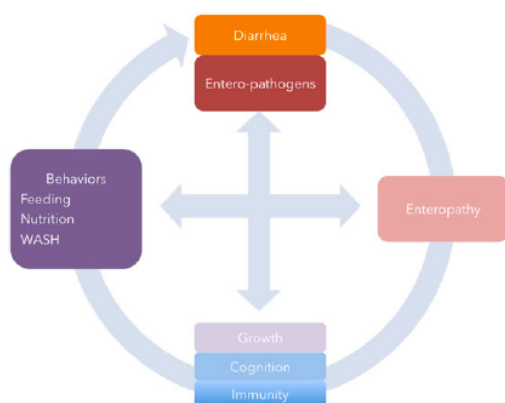 Diarrhea
Entero-pathogens
Behaviors
Feeding
Nutrition
WASH
Enteropathy
Growth
Cognition
Immunity